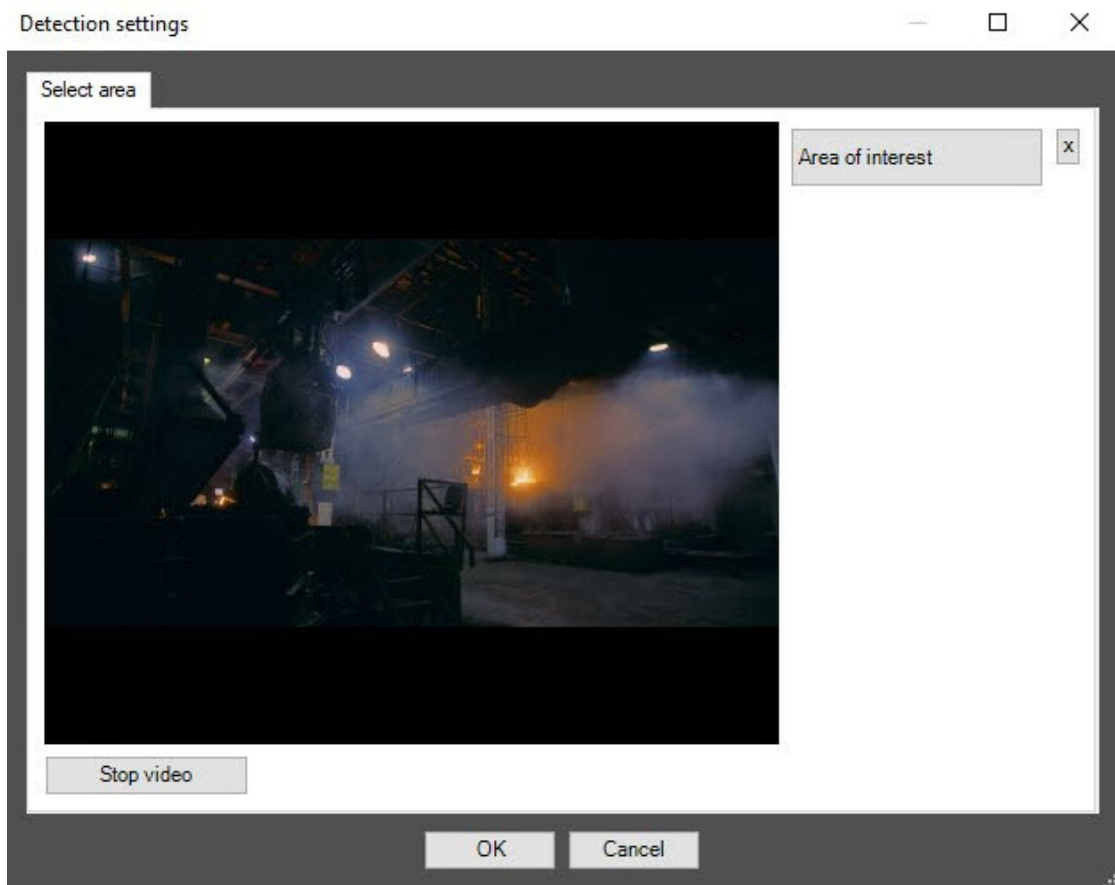 Detection settings
Select area
Area of interest
x
Stop video
OK
Cancel